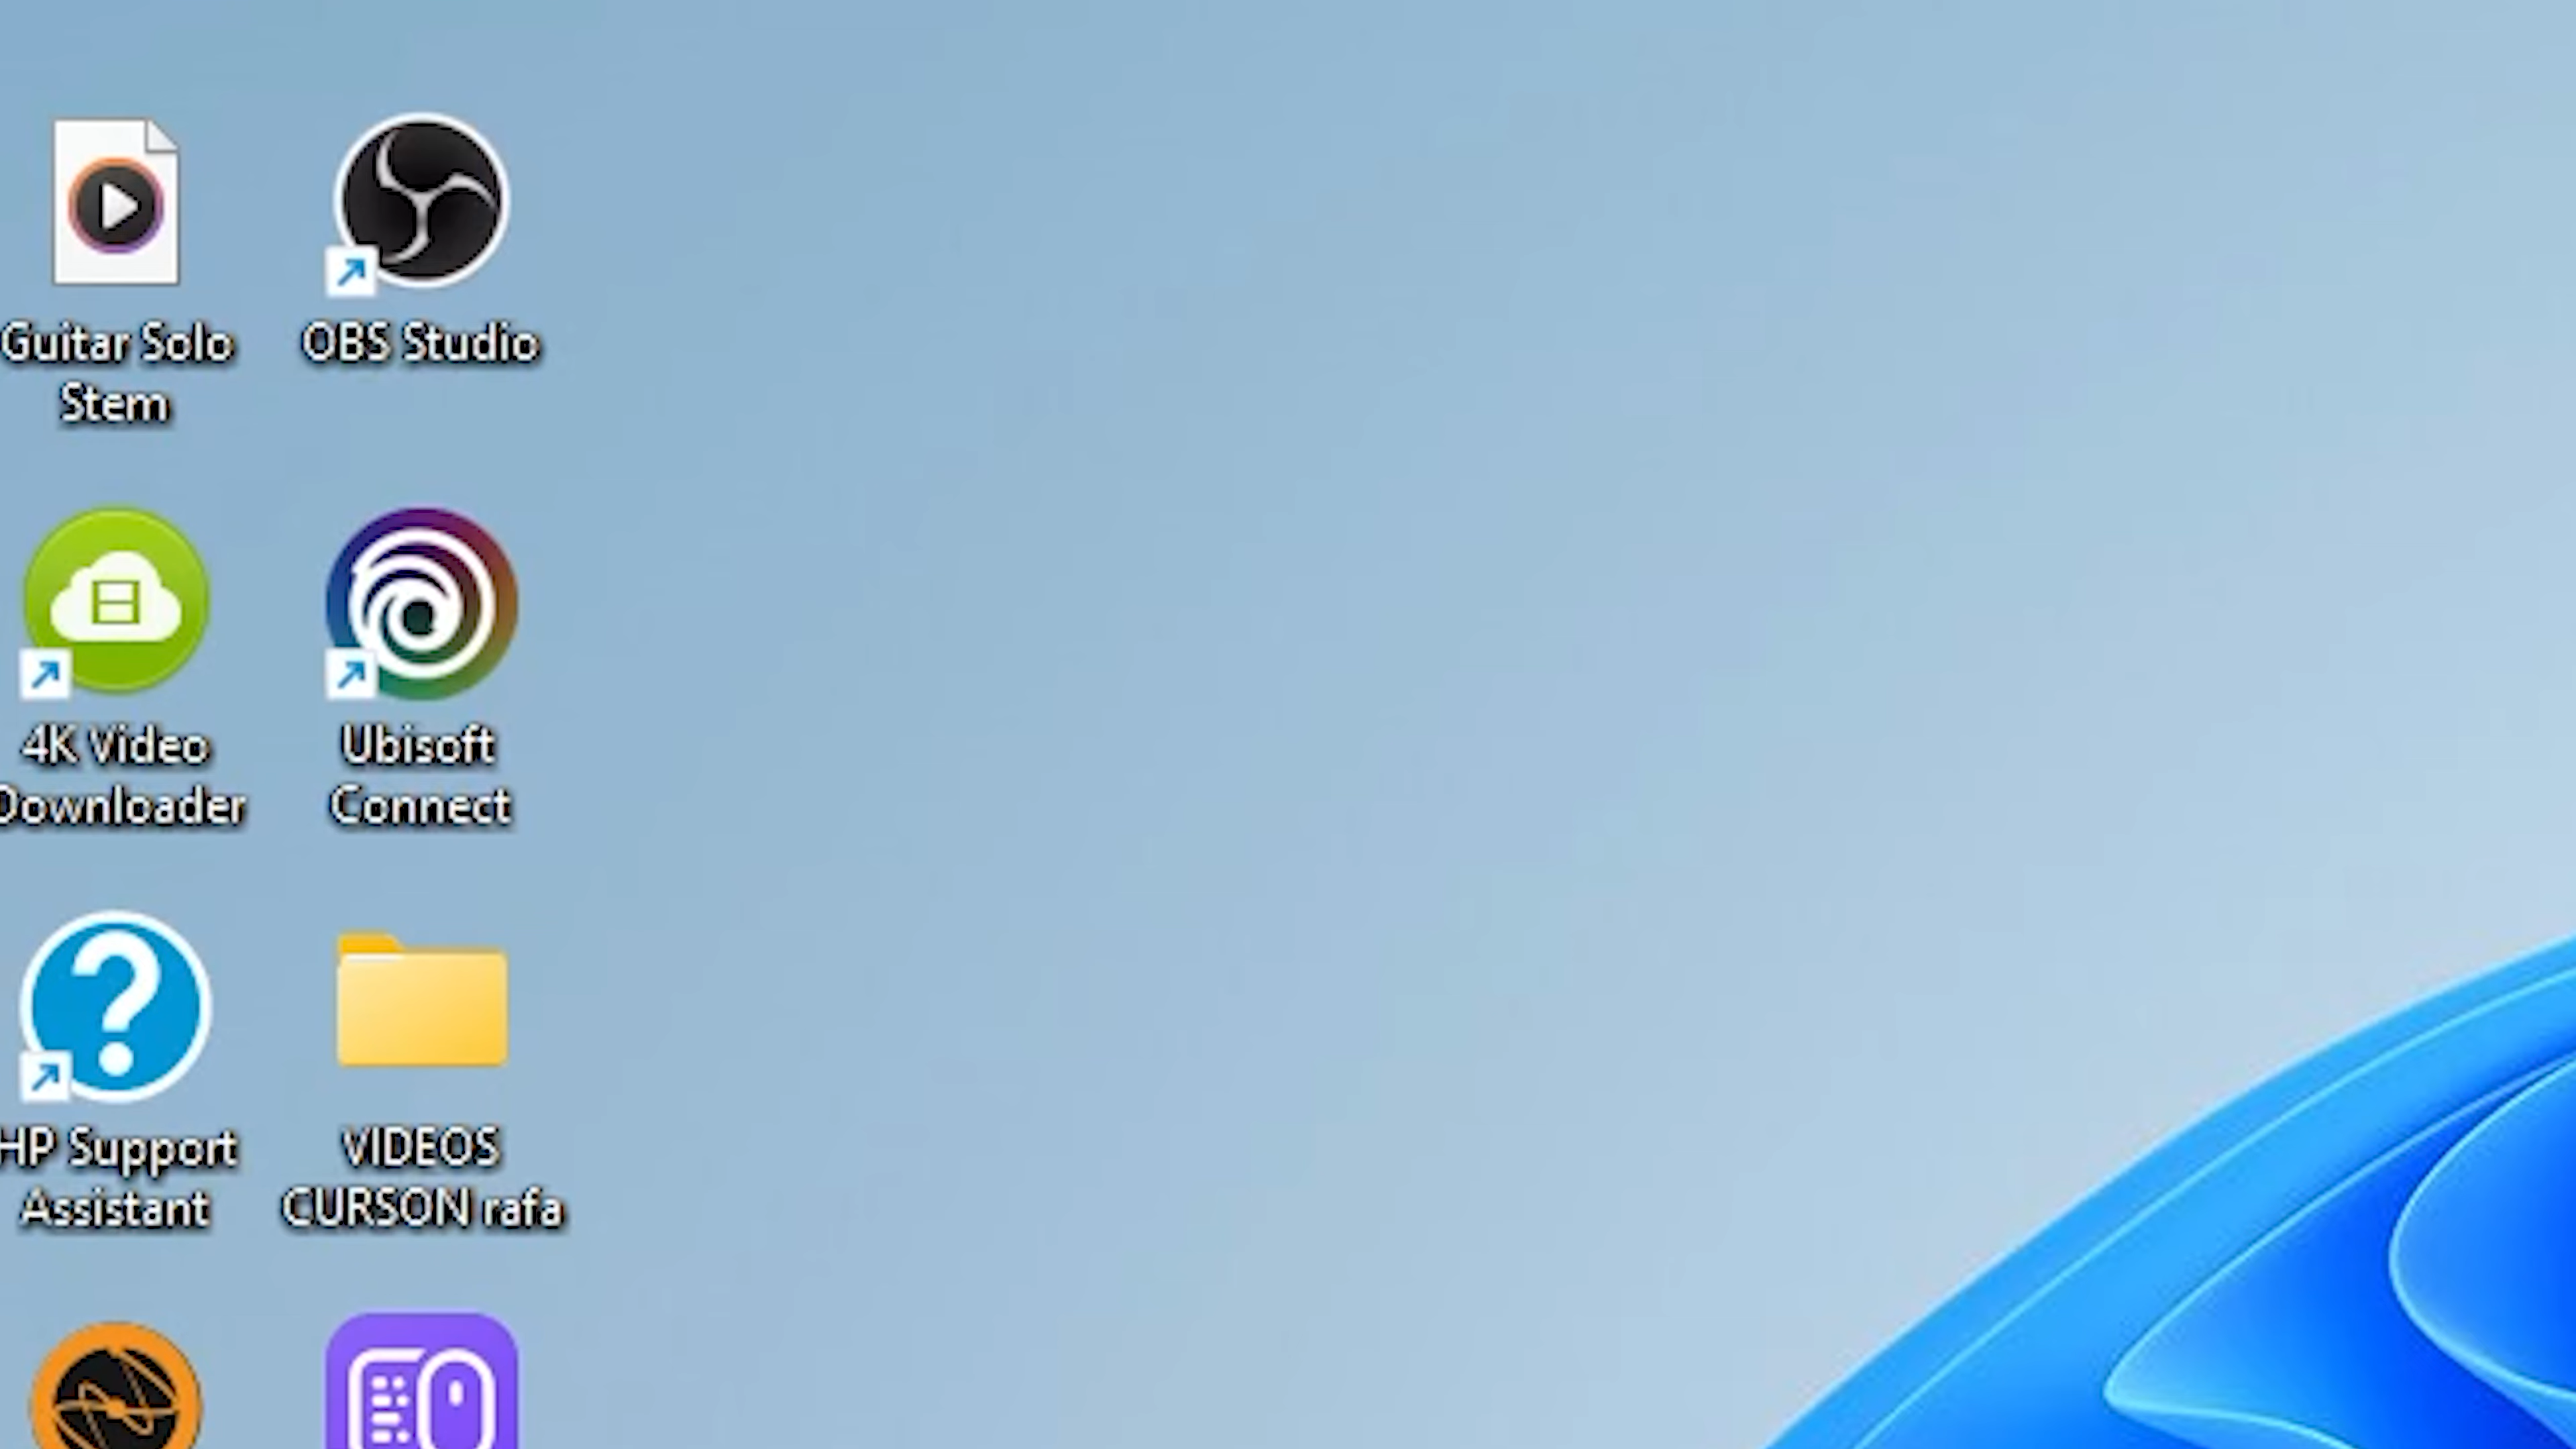 Guitar Solo
Stem
OBS Studio
4K Video
Downloader
Ubisoft
Connect
HP Support
Assistant
VIDEOS
CURSON rafa